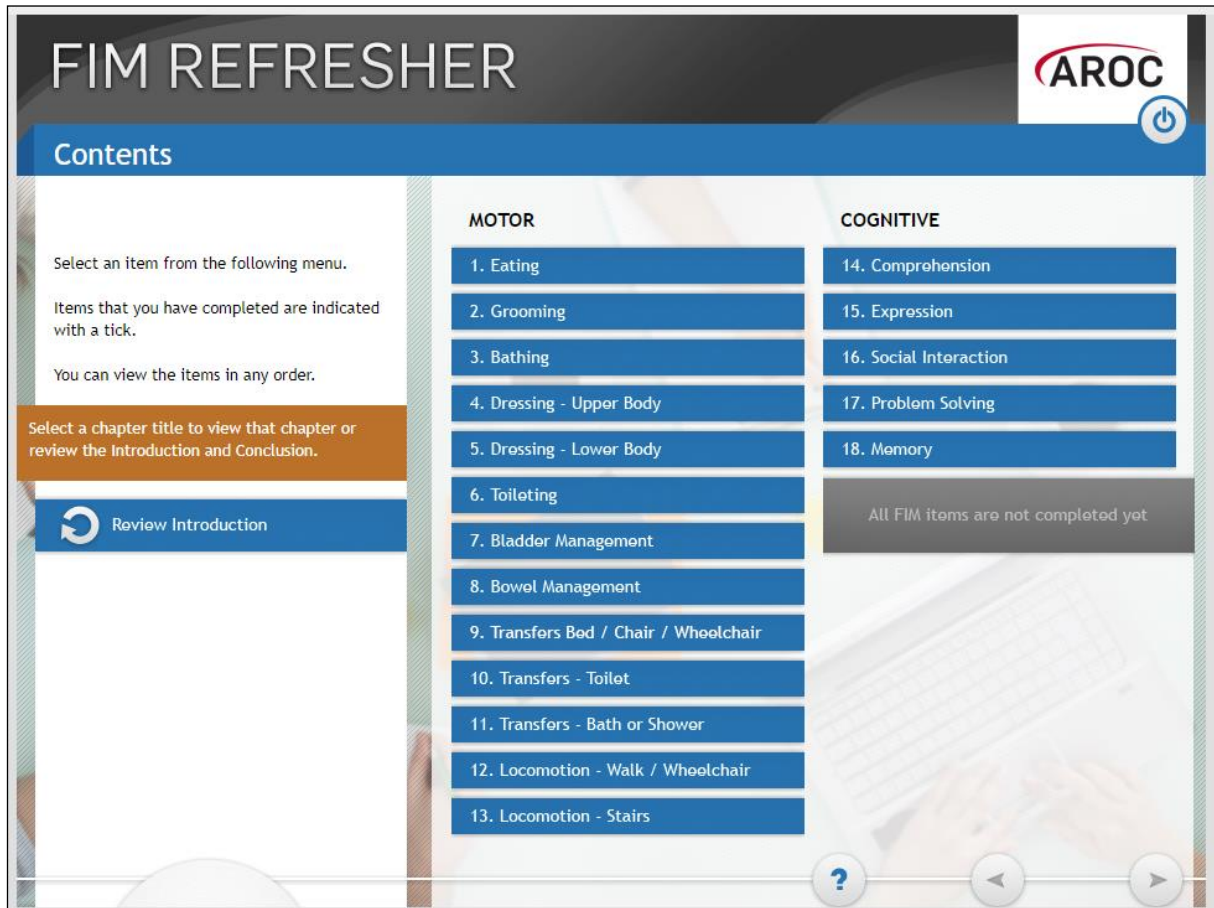 FIM REFRESHER
AROC
Contents
Select an item from the following menu.
Items that you have completed are indicated
with a tick.
You can view the items in any order.
Select a chapter title to view that chapter or
review the Introduction and Conclusion.
Review Introduction
MOTOR
1. Eating
2. Grooming
3. Bathing
4. Dressing - Upper Body
5. Dressing - Lower Body
6. Toileting
7. Bladder Management
8. Bowel Management
9. Transfers Bed / Chair / Wheelchair
10. Transfers - Toilet
11. Transfers - Bath or Shower
12. Locomotion - Walk / Wheelchair
13. Locomotion - Stairs
COGNITIVE
14. Comprehension
15. Expression
16. Social Interaction
17. Problem Solving
18. Memory
All FIM items are not completed yet
?